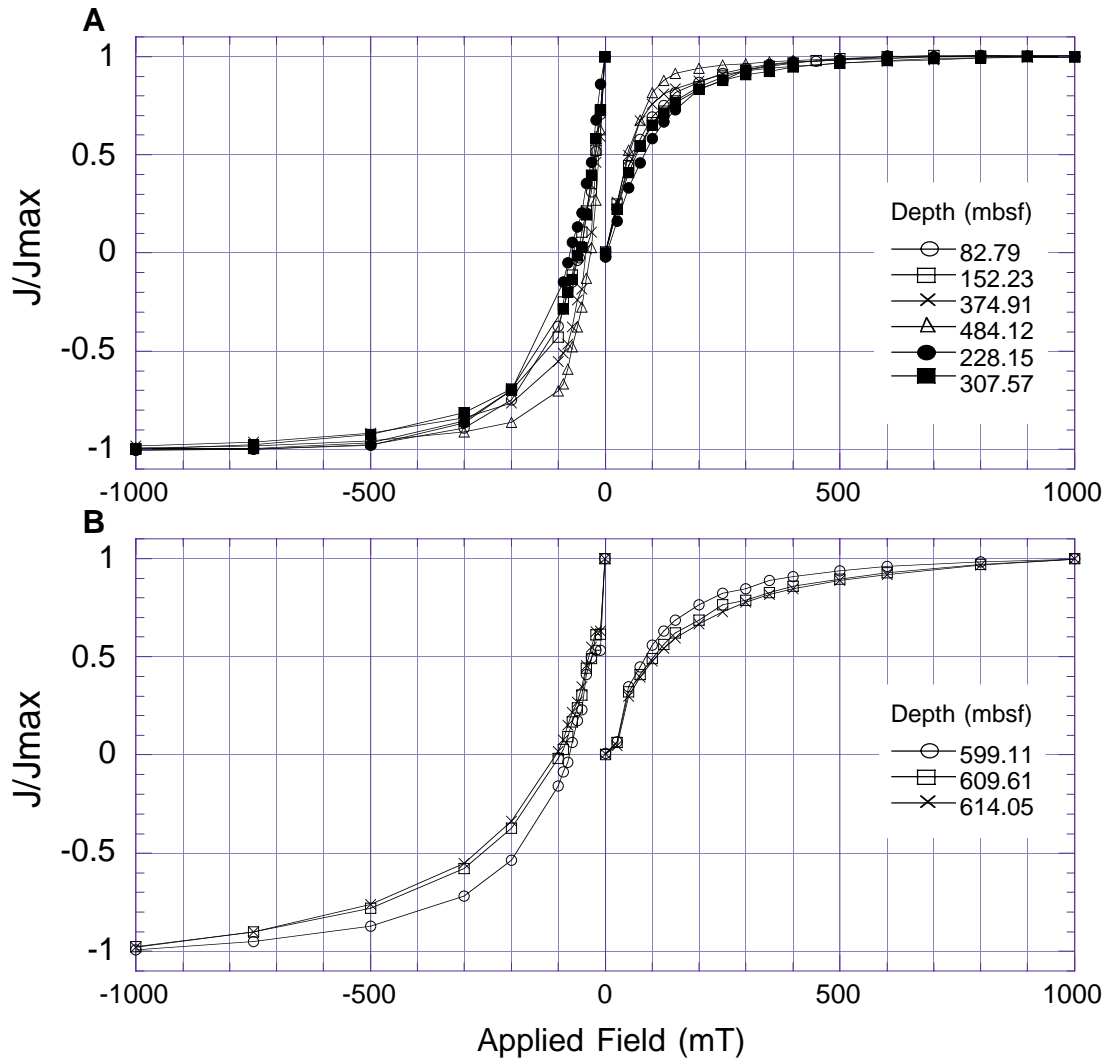 A
1
0.5
0
-0.5
-1
J/Jmax
Depth (mbsf)
82.79
152.23
374.91
484.12
228.15
307.57
-1000 -500 0 500 1000
B
1
0.5
0
-0.5
-1
J/Jmax
Depth (mbsf)
599.11
609.61
614.05
-1000 -500 0 500 1000
Applied Field (mT)